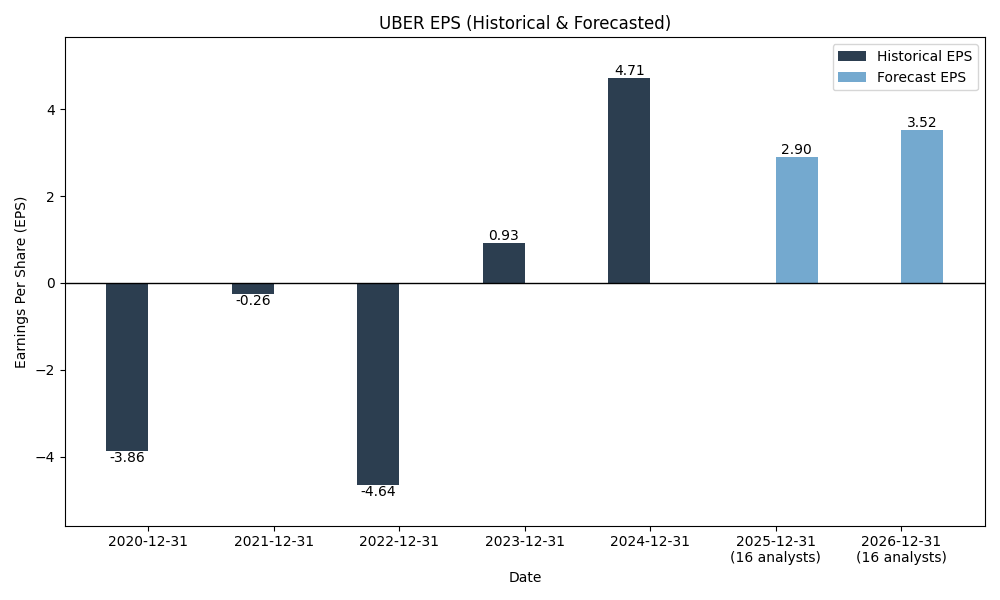 UBER EPS (Historical & Forecasted)
Historical EPS
Forecast EPS
Earnings Per Share (EPS)
4
2
0
−2
−4
-3.86
-0.26
-4.64
0.93
4.71
2.90
3.52
2020-12-31
2021-12-31
2022-12-31
2023-12-31
2024-12-31
2025-12-31
(16 analysts)
2026-12-31
(16 analysts)
Date